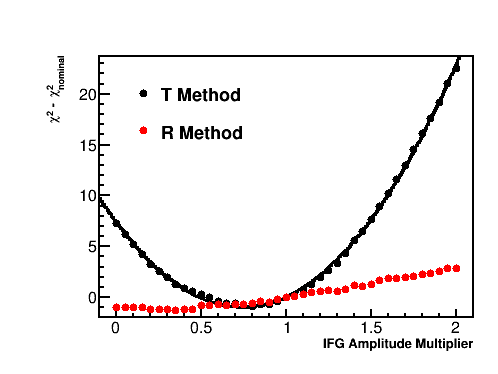 χ² - χ²nominal
T Method
R Method
20
15
10
5
0
0 0.5 1 1.5 2
IFG Amplitude Multiplier